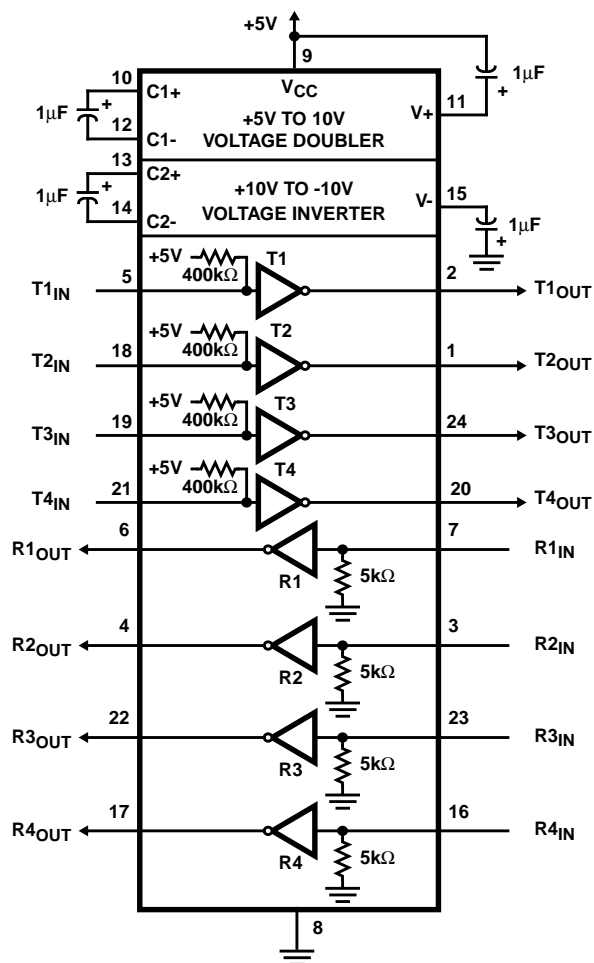 +5V
9
VCC
10
C1+
1µF
+
12
C1-
+5V TO 10V
VOLTAGE DOUBLER
V+
11
1µF
+
13
C2+
1µF
+
14
C2-
+10V TO -10V
VOLTAGE INVERTER
V-
15
1µF
+
T1IN
5
+5V
400kΩ
T1
2
T1OUT
T2IN
18
+5V
400kΩ
T2
1
T2OUT
T3IN
19
+5V
400kΩ
T3
24
T3OUT
T4IN
21
+5V
400kΩ
T4
20
T4OUT
R1OUT
6
R1
5kΩ
7
R1IN
R2OUT
4
R2
5kΩ
3
R2IN
R3OUT
22
R3
5kΩ
23
R3IN
R4OUT
17
R4
5kΩ
16
R4IN
8